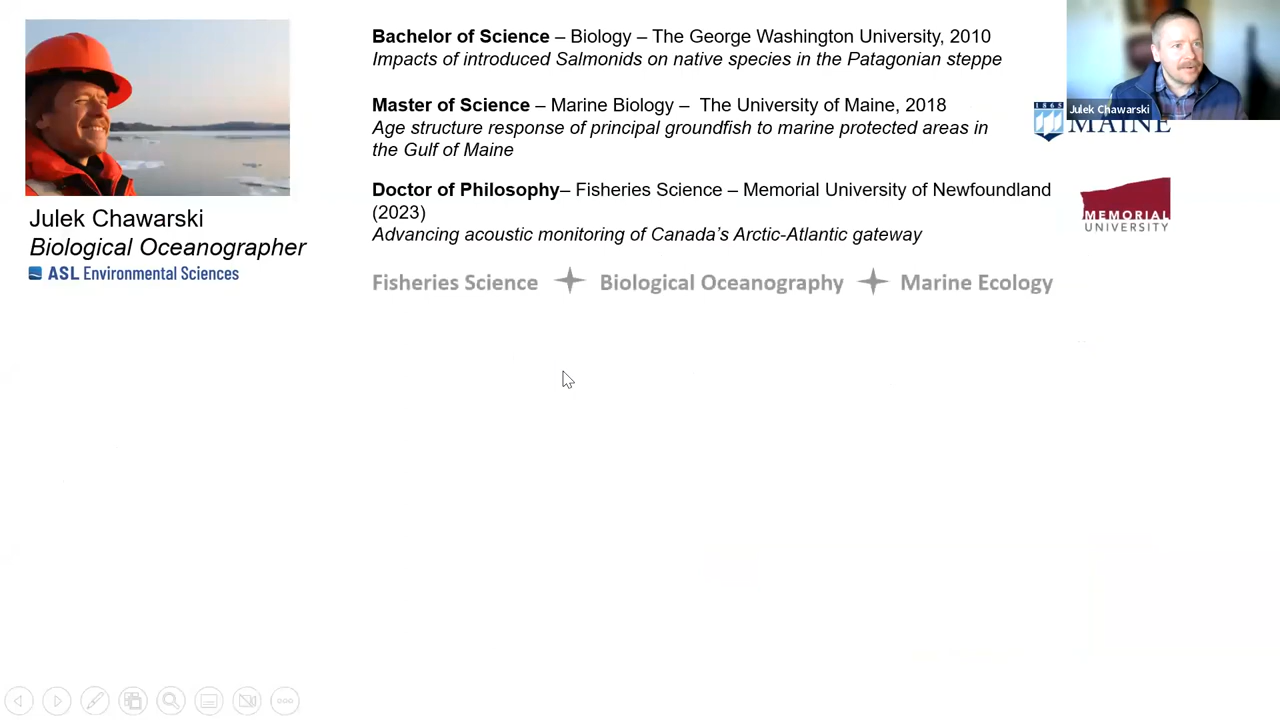 Bachelor of Science – Biology – The George Washington University, 2010
Impacts of introduced Salmonids on native species in the Patagonian steppe
Master of Science – Marine Biology – The University of Maine, 2018
Age structure response of principal groundfish to marine protected areas in
the Gulf of Maine
Doctor of Philosophy– Fisheries Science – Memorial University of Newfoundland
(2023)
Advancing acoustic monitoring of Canada's Arctic-Atlantic gateway
Fisheries Science Biological Oceanography Marine Ecology
Julek Chawarski
Biological Oceanographer
ASL Environmental Sciences
Julek Chawarski
1865
MAINE
MEMORIAL
UNIVERSITY